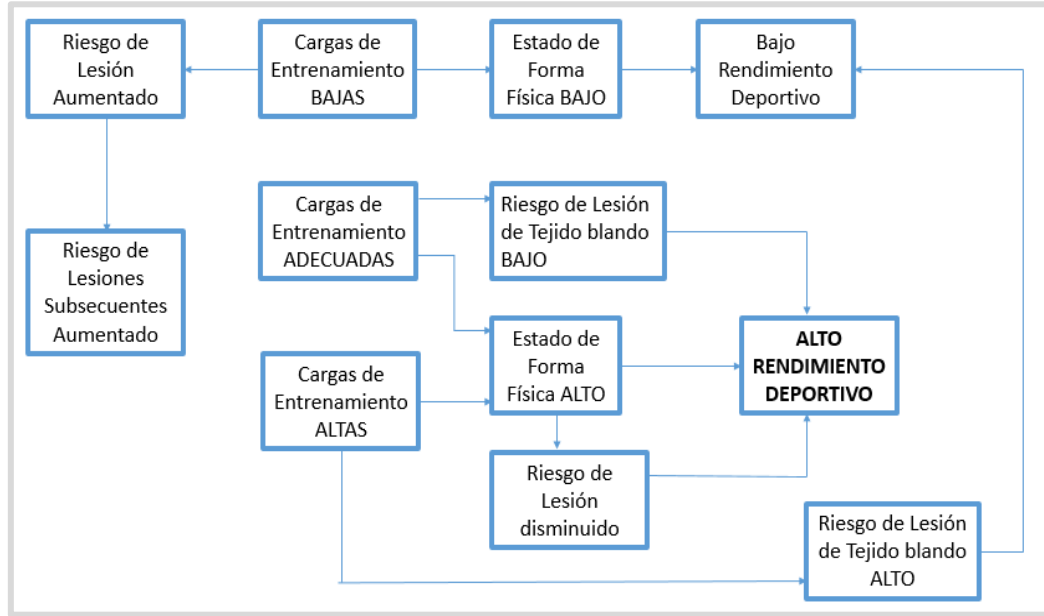 Riesgo de
Lesión
Aumentado
Cargas de
Entrenamiento
BAJAS
Estado de
Forma
Física BAJO
Bajo
Rendimiento
Deportivo
Cargas de
Entrenamiento
ADECUADAS
Riesgo de Lesión
de Tejido blando
BAJO
Riesgo de
Lesiones
Subsecuentes
Aumentado
Estado de
Forma
Física ALTO
ALTO
RENDIMIENTO
DEPORTIVO
Cargas de
Entrenamiento
ALTAS
Riesgo de
Lesión
disminuido
Riesgo de Lesión
de Tejido blando
ALTO